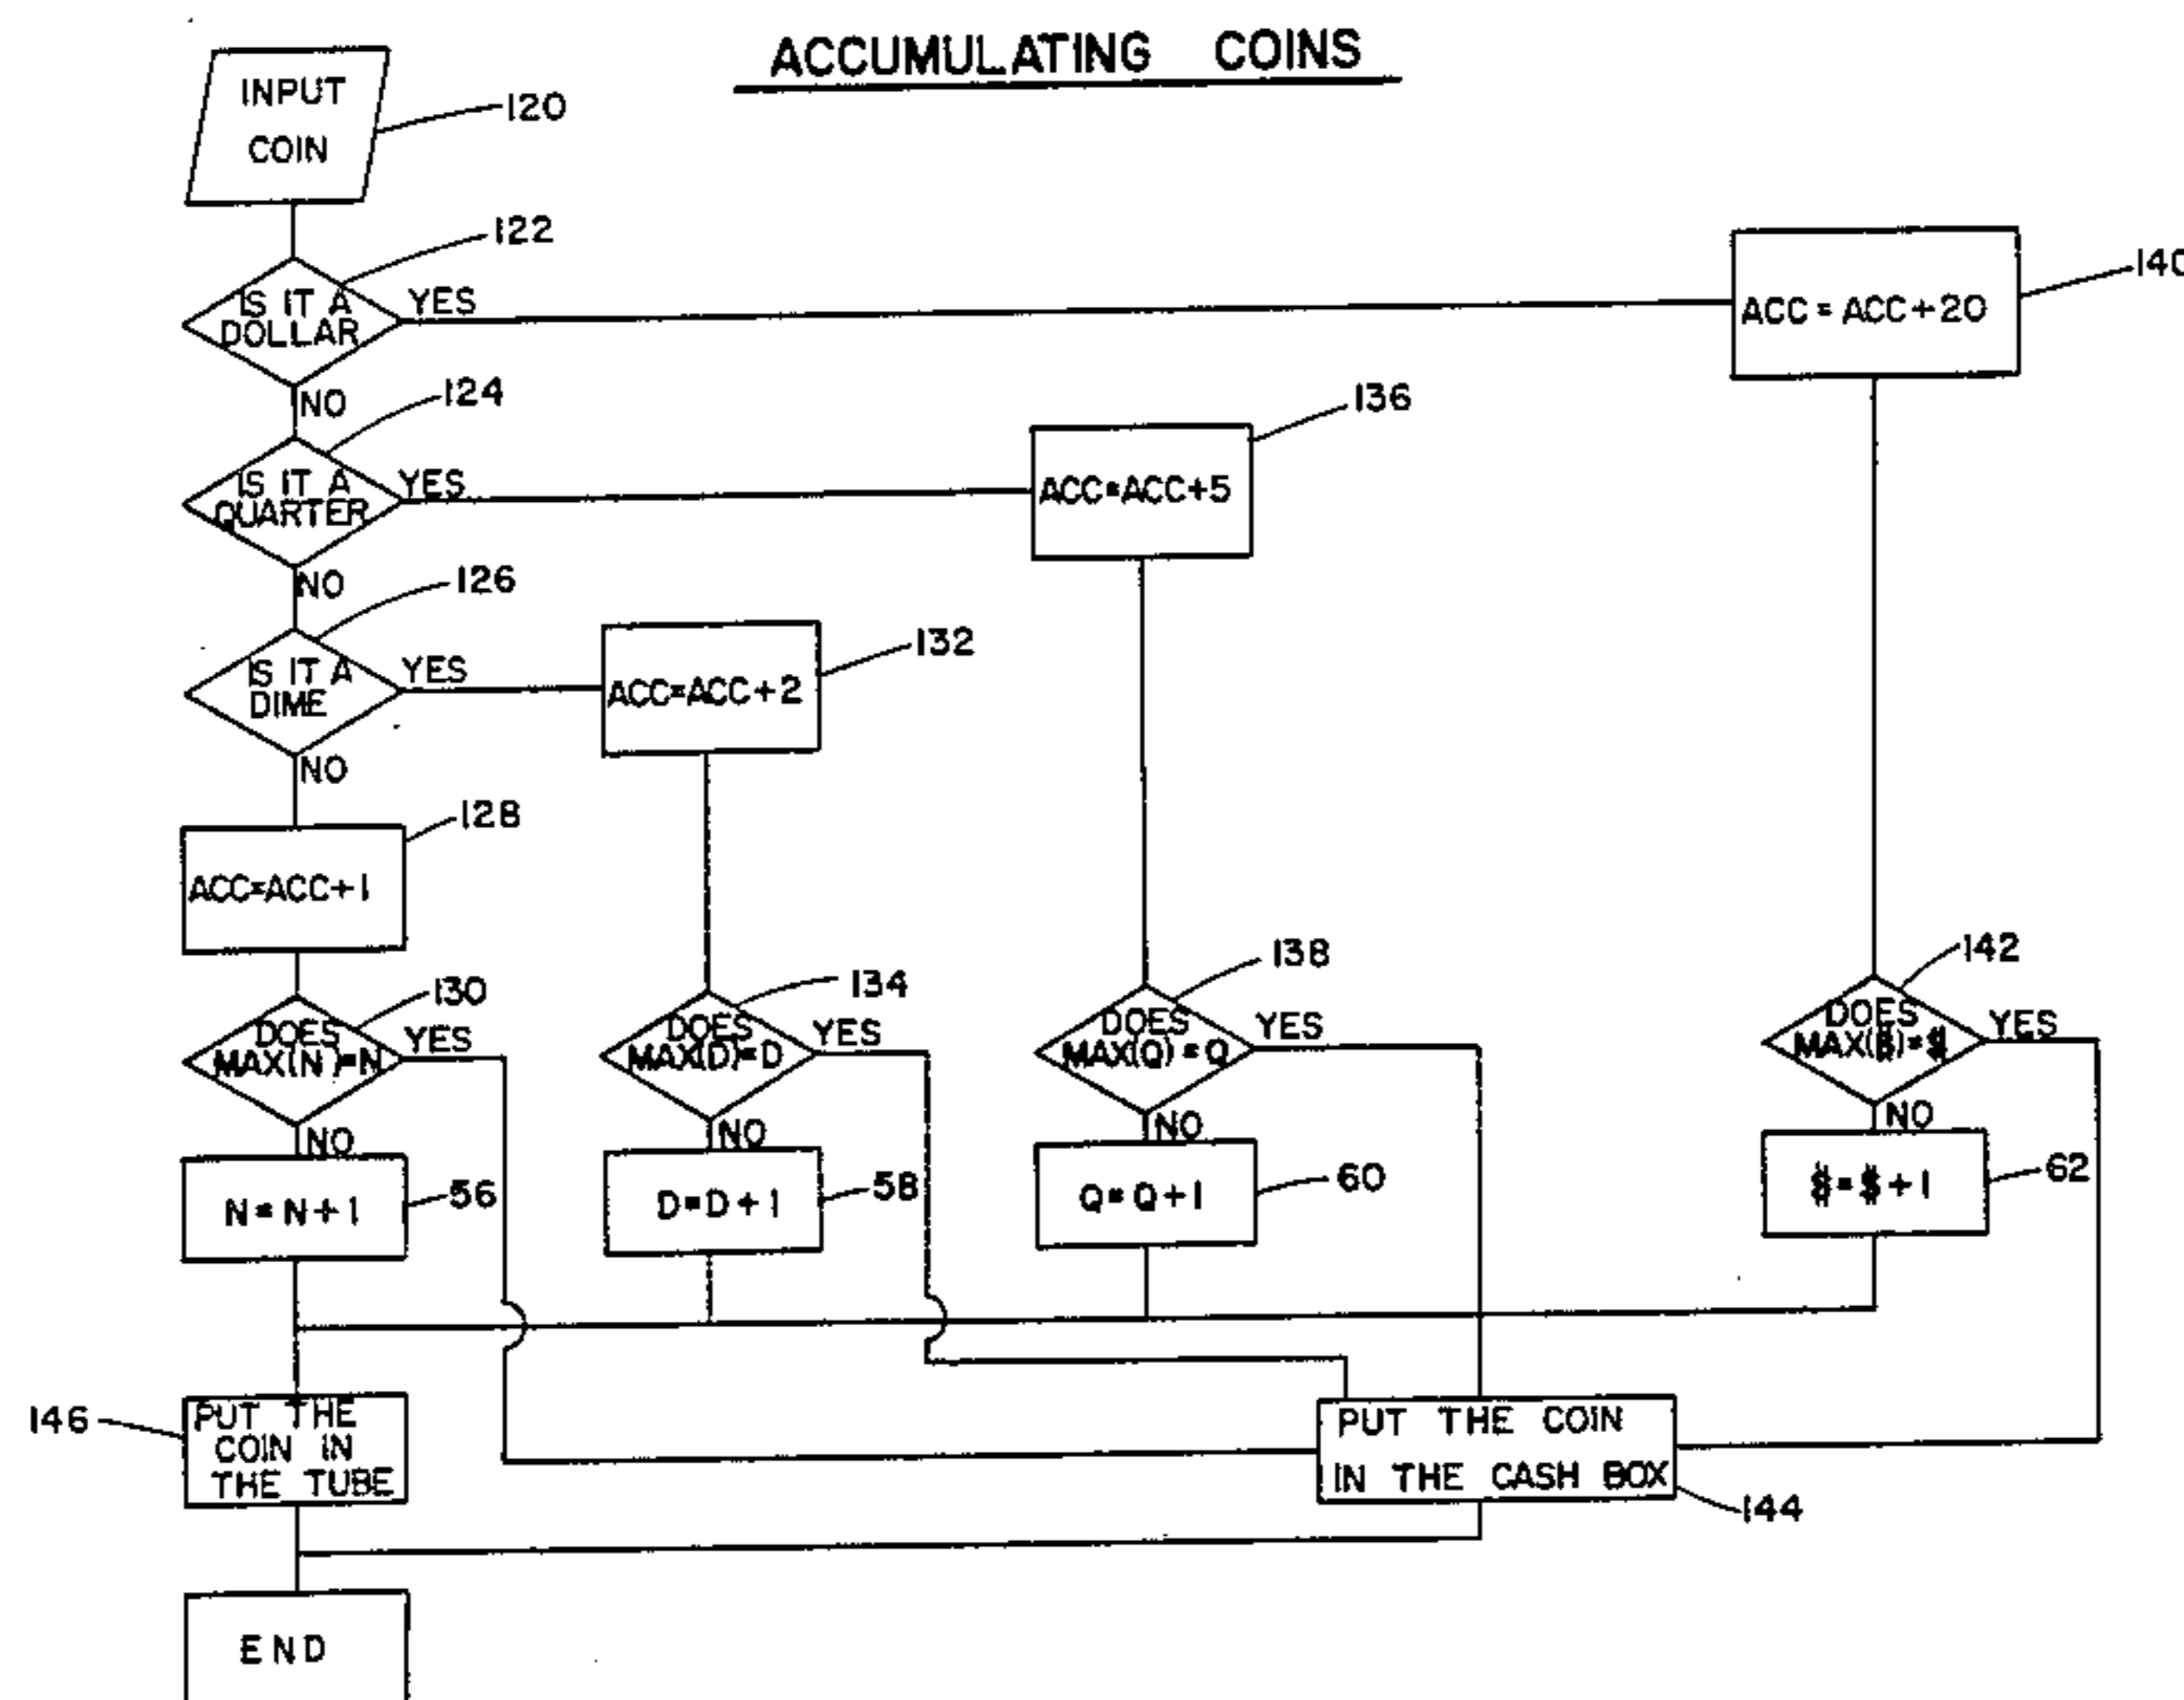 ACCUMULATING COINS
INPUT
COIN
120
122
IS IT A
DOLLAR
YES
ACC = ACC+20
140
NO
124
IS IT A
QUARTER
YES
ACC=ACC+5
136
NO
126
IS IT A
DIME
YES
ACC=ACC+2
132
NO
128
ACC=ACC+1
130
DOES
MAX(N)=N
YES
134
DOES
MAX(D)=D
YES
138
DOES
MAX(Q)=Q
YES
142
DOES
MAX($)=$
YES
NO
N=N+1
56
NO
D=D+1
58
NO
Q=Q+1
60
NO
$=$+1
62
146
PUT THE
COIN IN
THE TUBE
PUT THE COIN
IN THE CASH BOX
144
END